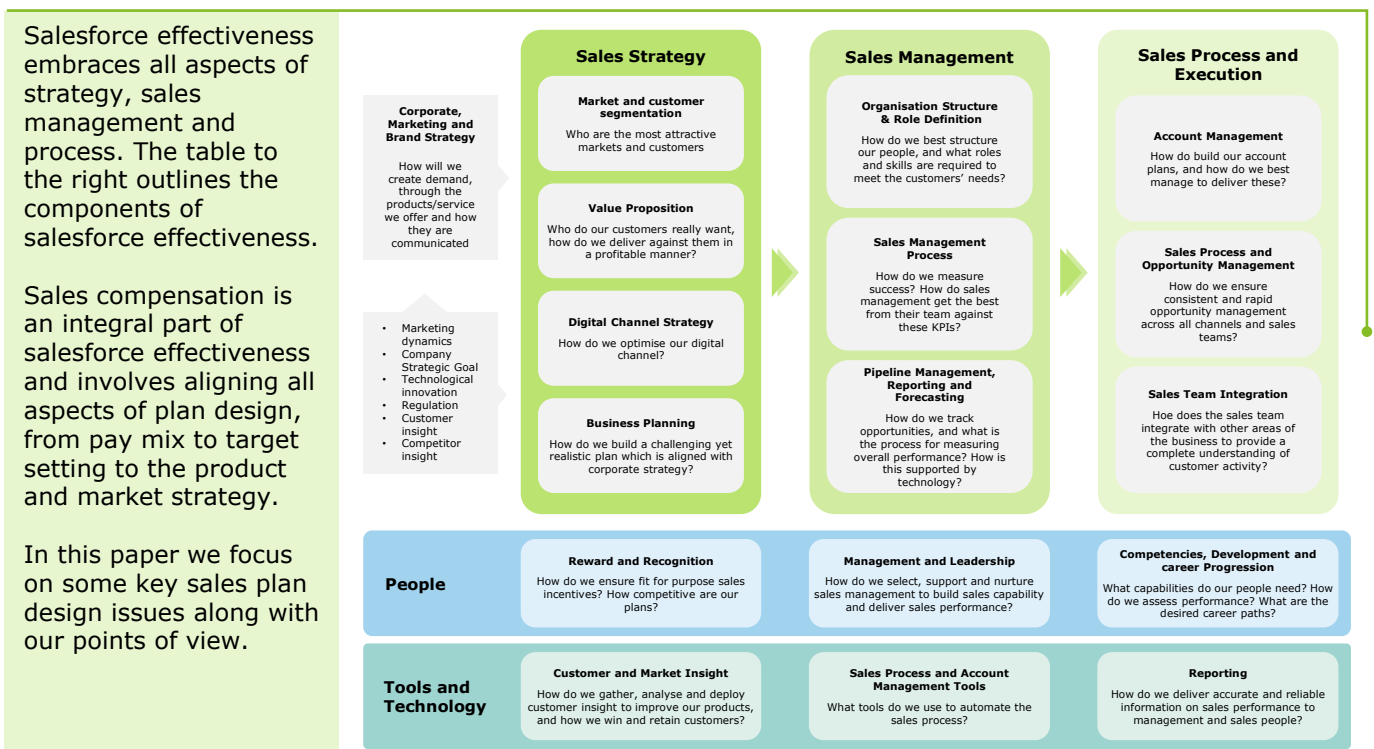 Salesforce effectiveness
embraces all aspects of
strategy, sales
management and
process. The table to
the right outlines the
components of
salesforce effectiveness.
Sales compensation is
an integral part of
salesforce effectiveness
and involves aligning all
aspects of plan design,
from pay mix to target
setting to the product
and market strategy.
In this paper we focus
on some key sales plan
design issues along with
our points of view.
Corporate,
Marketing and
Brand Strategy
How will we
create demand,
through the
products/service
we offer and how
they are
communicated
• Marketing
dynamics
• Company
Strategic Goal
• Technological
innovation
• Regulation
• Customer
insight
• Competitor
insight
Sales Strategy
Market and customer
segmentation
Who are the most attractive
markets and customers
Value Proposition
Who do our customers really want,
how do we deliver against them in
a profitable manner?
Digital Channel Strategy
How do we optimise our digital
channel?
Business Planning
How do we build a challenging yet
realistic plan which is aligned with
corporate strategy?
Sales Management
Organisation Structure
& Role Definition
How do we best structure
our people, and what roles
and skills are required to
meet the customers’ needs?
Sales Management
Process
How do we measure
success? How do sales
management get the best
from their team against
these KPIs?
Pipeline Management,
Reporting and
Forecasting
How do we track
opportunities, and what is
the process for measuring
overall performance? How is
this supported by
technology?
Sales Process and
Execution
Account Management
How do build our account
plans, and how do we best
manage to deliver these?
Sales Process and
Opportunity Management
How do we ensure
consistent and rapid
opportunity management
across all channels and sales
teams?
Sales Team Integration
Hoe does the sales team
integrate with other areas of
the business to provide a
complete understanding of
customer activity?
People
Reward and Recognition
How do we ensure fit for purpose sales
incentives? How competitive are our
plans?
Management and Leadership
How do we select, support and nurture
sales management to build sales capability
and deliver sales performance?
Competencies, Development and
career Progression
What capabilities do our people need? How
do we assess performance? What are the
desired career paths?
Tools and
Technology
Customer and Market Insight
How do we gather, analyse and deploy
customer insight to improve our products,
and how we win and retain customers?
Sales Process and Account
Management Tools
What tools do we use to automate the
sales process?
Reporting
How do we deliver accurate and reliable
information on sales performance to
management and sales people?